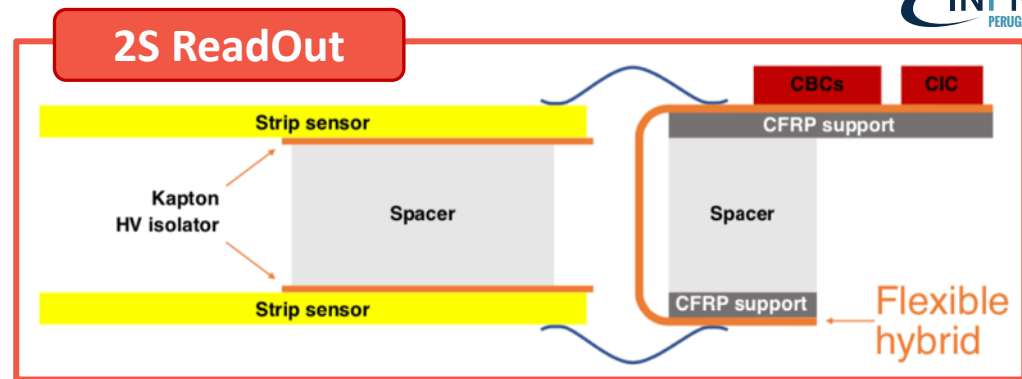 PERUG
2S ReadOut
CBCs
CIC
Strip sensor
CFRP support
Kapton
HV isolator
Spacer
Spacer
CFRP support
Strip sensor
Flexible
hybrid